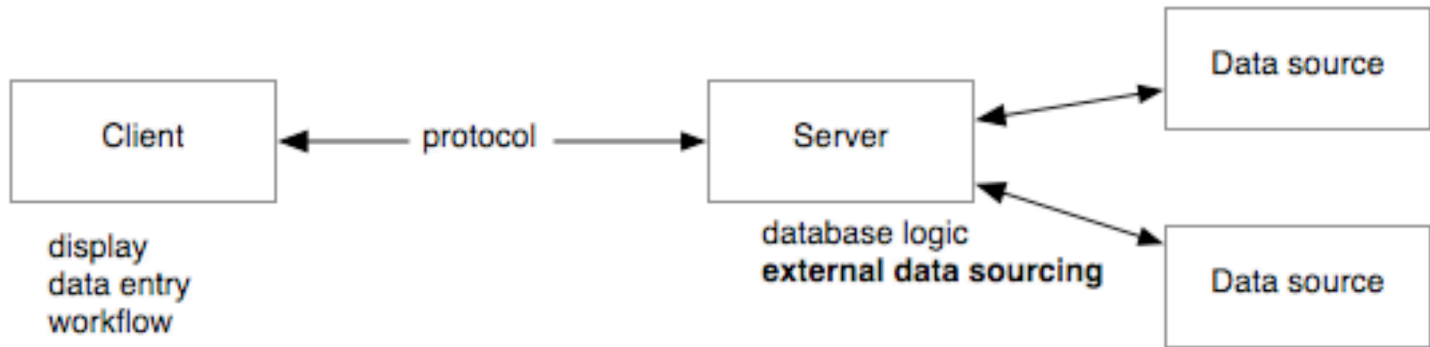 Client
protocol
Server
Data source
Data source
display
data entry
workflow
database logic
external data sourcing